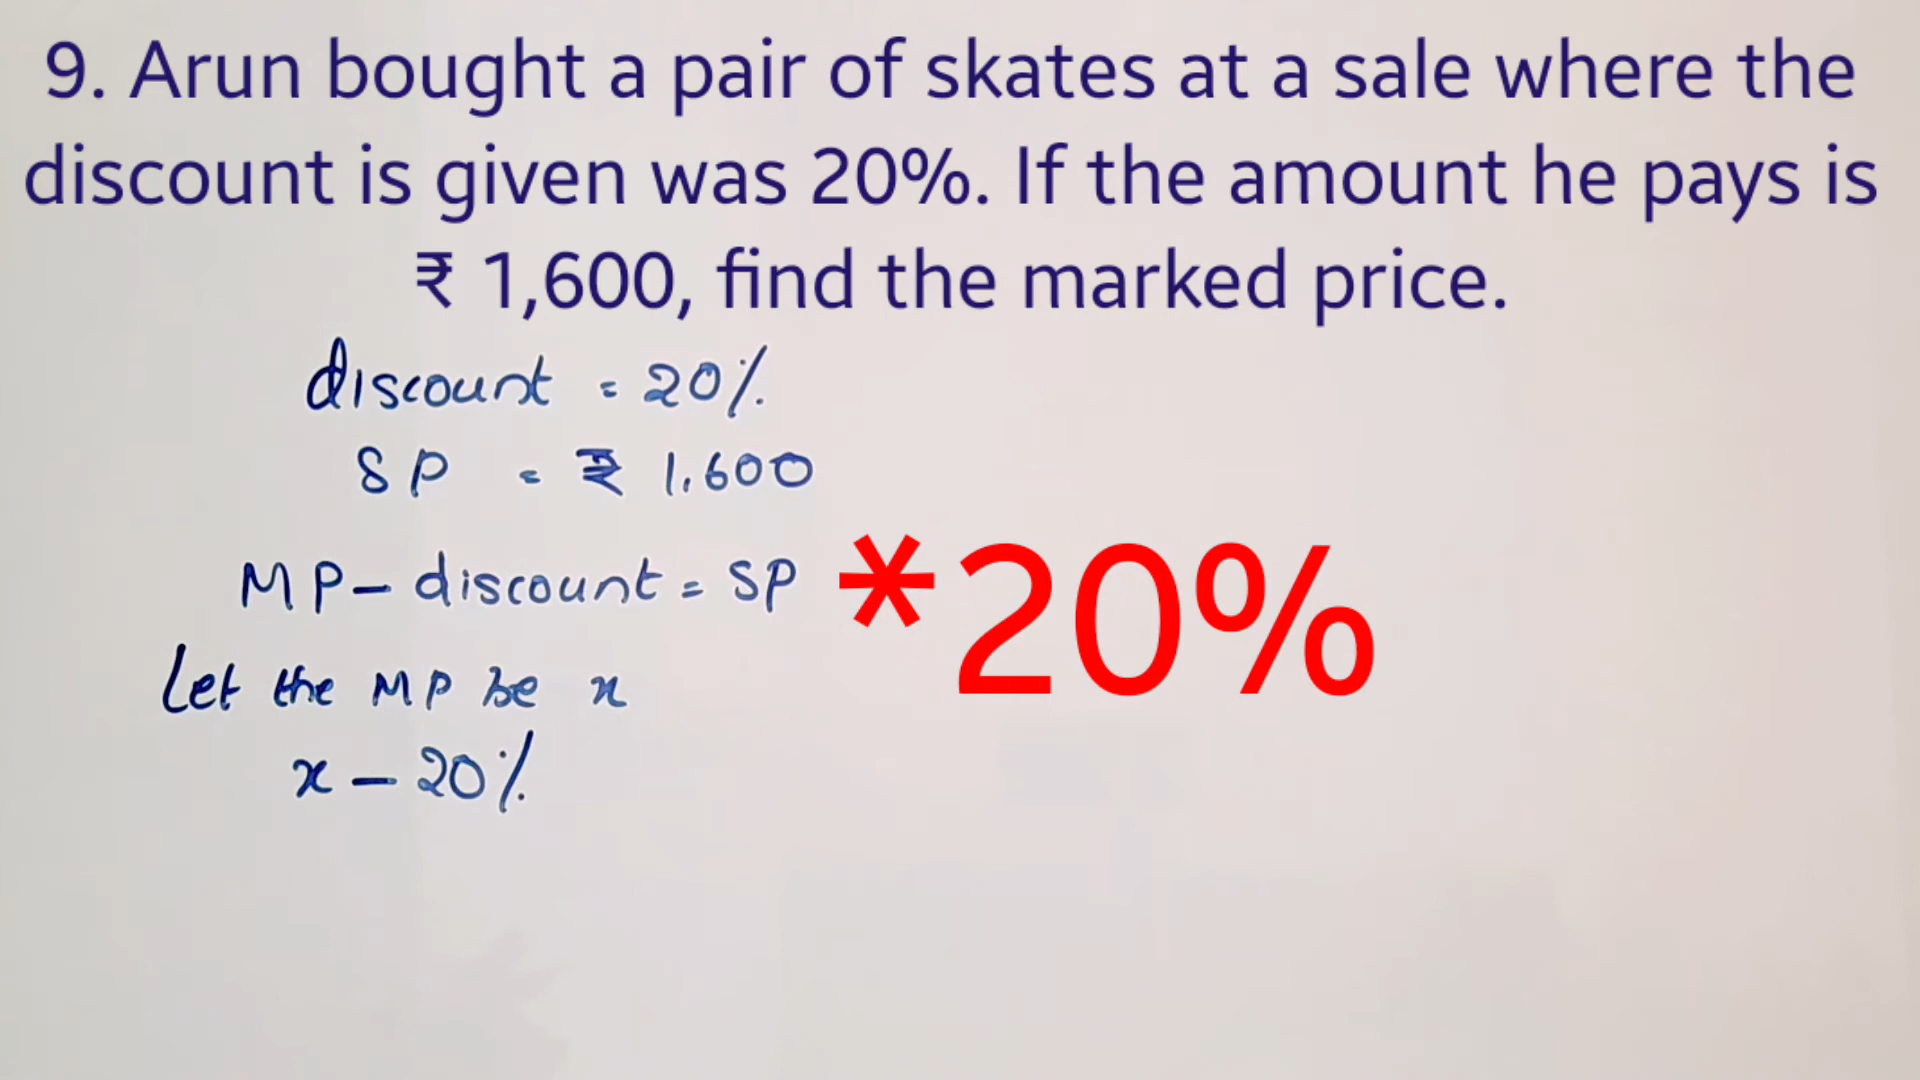 9. Arun bought a pair of skates at a sale where the
discount is given was 20%. If the amount he pays is
₹ 1,600, find the marked price.
discount = 20%
SP = ₹ 1,600
MP - discount = SP
*20%
Let the MP be x
x - 20%